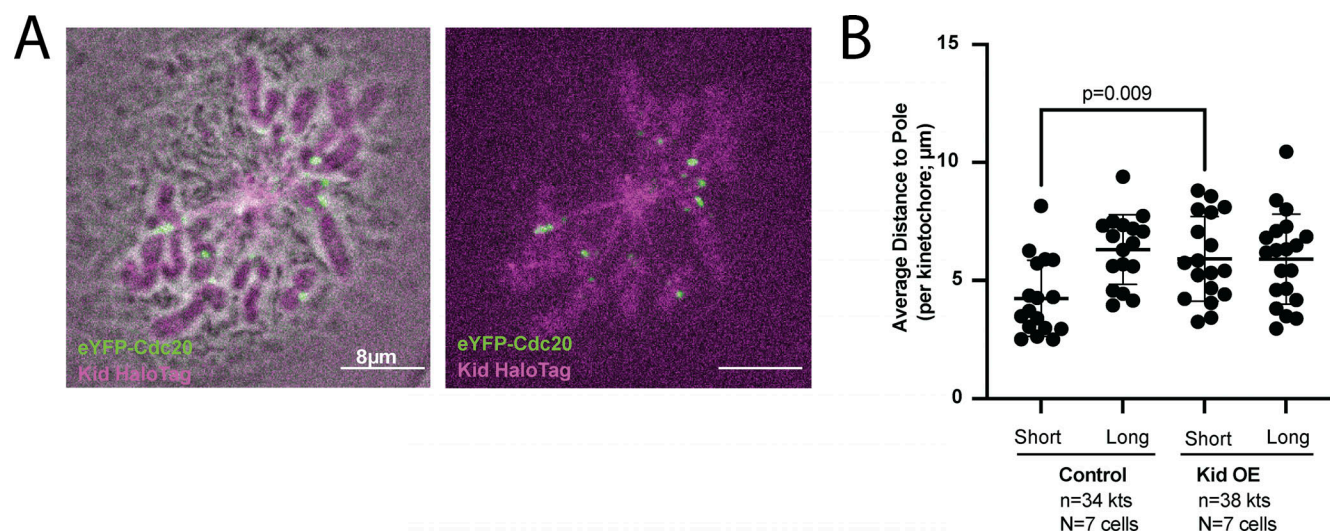 A
eYFP-Cdc20
Kid HaloTag
8µm
eYFP-Cdc20
Kid HaloTag
B
Average Distance to Pole
(per kinetochore; µm)
15
10
5
0
p=0.009
Short Long Short Long
Control Kid OE
n=34 kts n=38 kts
N=7 cells N=7 cells